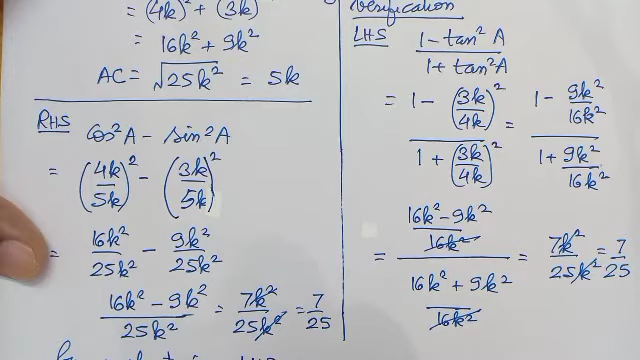 = (4k)² + (3k)²
= 16k² + 9k²
AC = √25k² = 5k
RHS cos²A - sin²A
= (4k/5k)² - (3k/5k)²
= 16k²/25k² - 9k²/25k²
(16k² - 9k²)/25k² = 7k²/25k² = 7/25
LHS
Verification
LHS (1 - tan²A)/(1 + tan²A)
= (1 - (3k/4k)²)/(1 + (3k/4k)²) = (1 - 9k²/16k²)/(1 + 9k²/16k²)
= ((16k² - 9k²)/16k²)/((16k² + 9k²)/16k²) = 7k²/25k² = 7/25